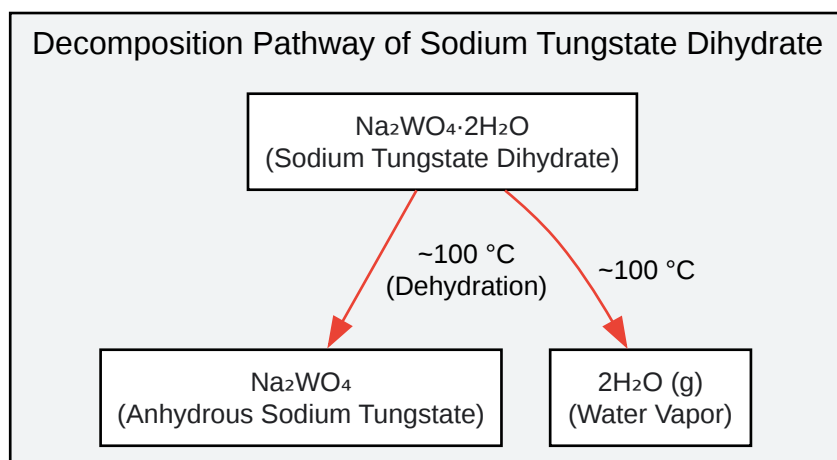 Decomposition Pathway of Sodium Tungstate Dihydrate
Na₂WO₄·2H₂O
(Sodium Tungstate Dihydrate)
~100 °C
(Dehydration)
~100 °C
Na₂WO₄
(Anhydrous Sodium Tungstate)
2H₂O (g)
(Water Vapor)